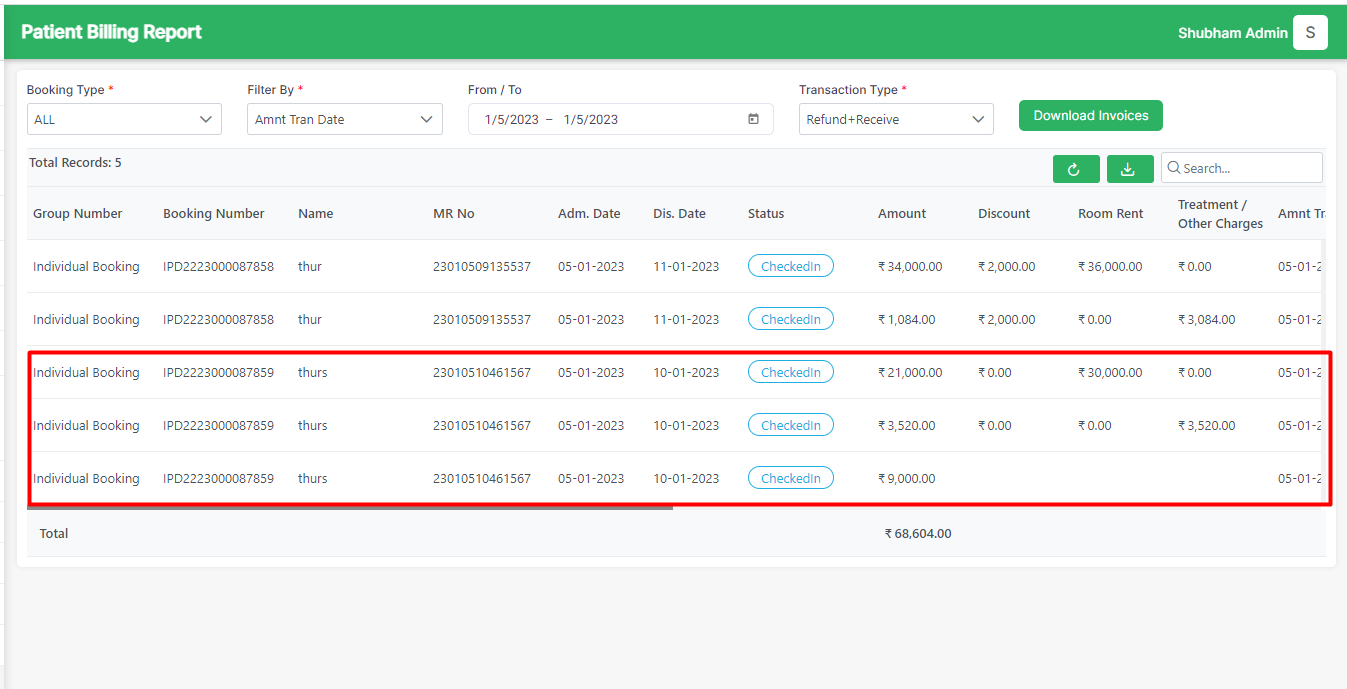 Patient Billing Report
Shubham Admin S
Booking Type * Filter By * From / To Transaction Type *
ALL Amnt Tran Date 1/5/2023 – 1/5/2023 Refund+Receive Download Invoices
Total Records: 5 Search...
Group Number Booking Number Name MR No Adm. Date Dis. Date Status Amount Discount Room Rent Treatment / Other Charges Amnt Tr
Individual Booking IPD2223000087858 thur 23010509135537 05-01-2023 11-01-2023 CheckedIn ₹ 34,000.00 ₹ 2,000.00 ₹ 36,000.00 ₹ 0.00 05-01-2
Individual Booking IPD2223000087858 thur 23010509135537 05-01-2023 11-01-2023 CheckedIn ₹ 1,084.00 ₹ 2,000.00 ₹ 0.00 ₹ 3,084.00 05-01-2
Individual Booking IPD2223000087859 thurs 23010510461567 05-01-2023 10-01-2023 CheckedIn ₹ 21,000.00 ₹ 0.00 ₹ 30,000.00 ₹ 0.00 05-01-2
Individual Booking IPD2223000087859 thurs 23010510461567 05-01-2023 10-01-2023 CheckedIn ₹ 3,520.00 ₹ 0.00 ₹ 0.00 ₹ 3,520.00 05-01-2
Individual Booking IPD2223000087859 thurs 23010510461567 05-01-2023 10-01-2023 CheckedIn ₹ 9,000.00 05-01-2
Total ₹ 68,604.00